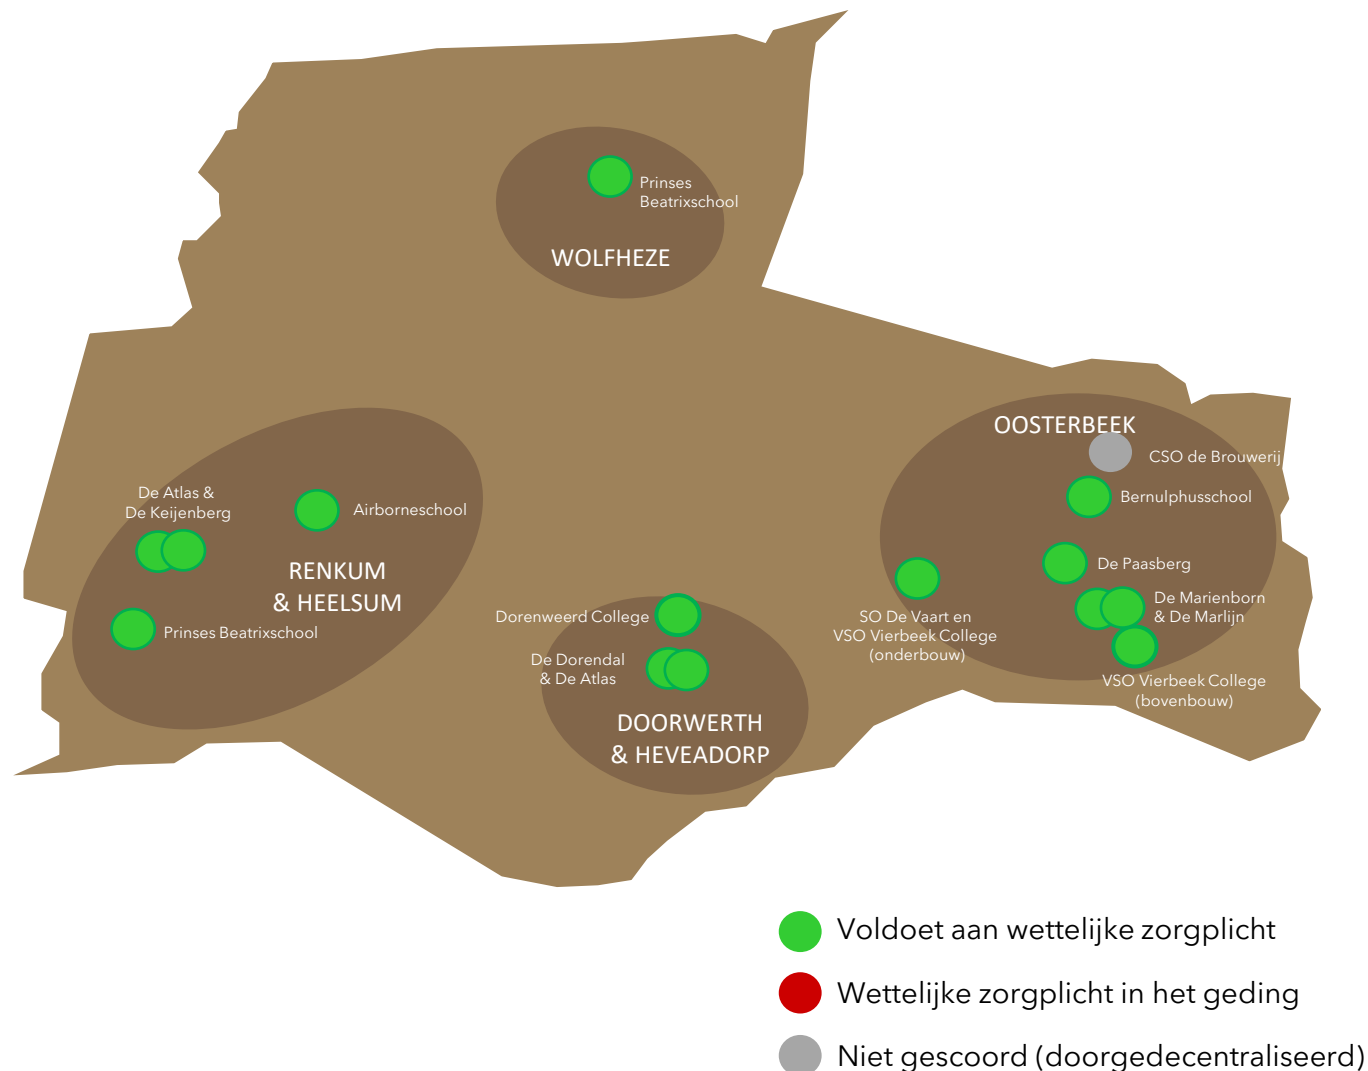 Prinses
Beatrixschool
WOLFHEZE
OOSTERBEEK
CSO de Brouwerij
Bernulphusschool
De Paasberg
De Marienborn
& De Marlijn
SO De Vaart en
VSO Vierbeek College
(onderbouw)
VSO Vierbeek College
(bovenbouw)
De Atlas &
De Keijenberg
Airborneschool
RENKUM
& HEELSUM
Prinses Beatrixschool
Dorenweerd College
De Dorendal
& De Atlas
DOORWERTH
& HEVEADORP
Voldoet aan wettelijke zorgplicht
Wettelijke zorgplicht in het geding
Niet gescoord (doorgedecentraliseerd)